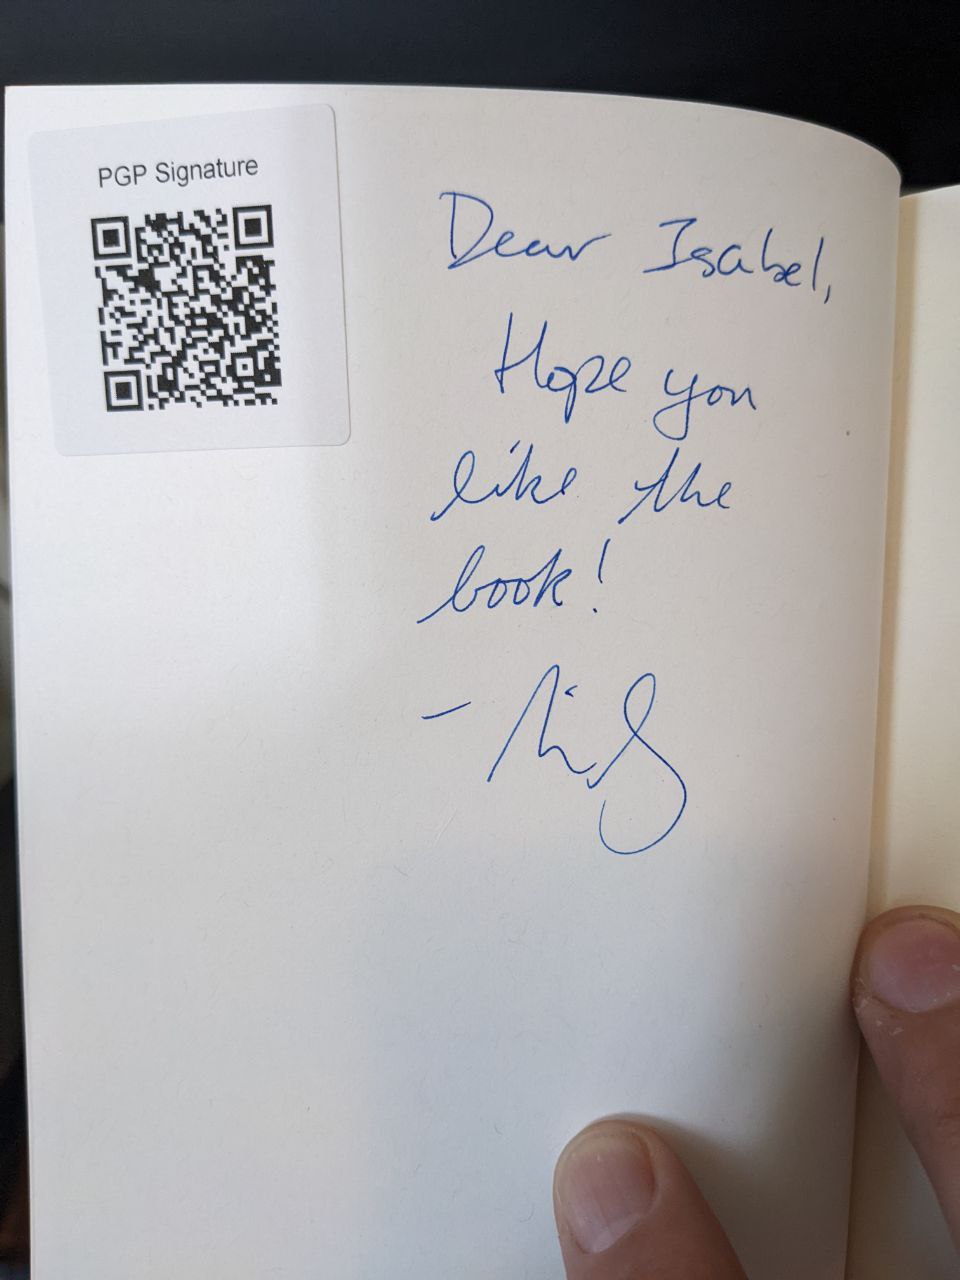 PGP Signature
Dear Isabel,
Hope you
like the
book!